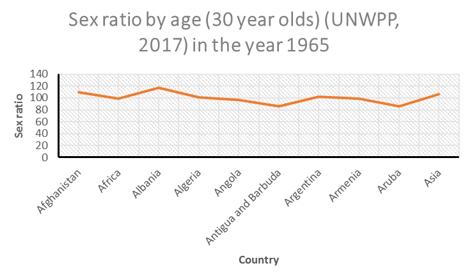 Sex ratio by age (30 year olds) (UNWPP,
2017) in the year 1965
Sex ratio
140
120
100
80
60
40
20
0
Afghanistan
Africa
Albania
Algeria
Angola
Antigua and Barbuda
Argentina
Armenia
Aruba
Asia
Country